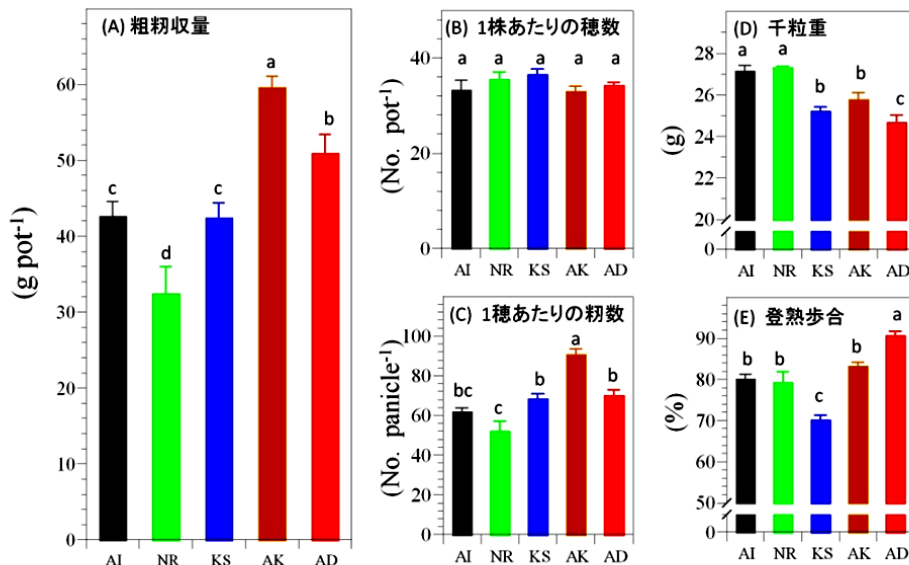 (A) 粗籾収量
(g pot⁻¹)
60
50
40
30
20
10
0
c
d
c
a
b
AI NR KS AK AD
(B) 1株あたりの穂数
(No. pot⁻¹)
40
20
0
a a a a a
AI NR KS AK AD
(C) 1穂あたりの籾数
(No. panicle⁻¹)
100
80
60
40
20
0
bc
c
b
a
b
AI NR KS AK AD
(D) 千粒重
(g)
28
26
24
22
20
0
a
a
b
b
c
AI NR KS AK AD
(E) 登熟歩合
(%)
90
80
70
60
50
0
b
b
c
b
a
AI NR KS AK AD